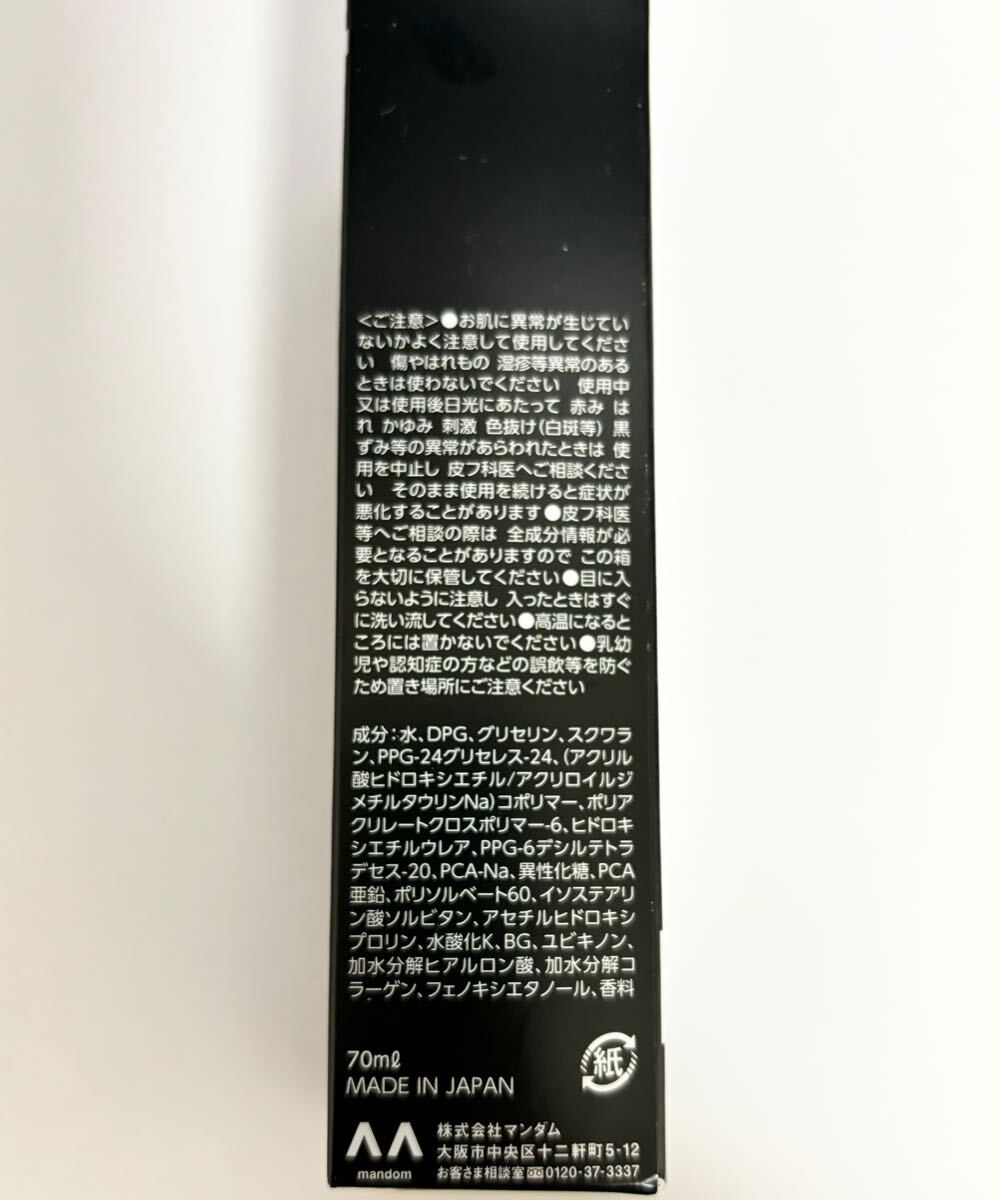 <ご注意>●お肌に異常が生じてい
ないかよく注意して使用してくださ
い 傷やはれもの 湿疹等異常のある
ときは使わないでください 使用中
又は使用後日光にあたって 赤み は
れ かゆみ 刺激 色抜け(白斑等) 黒
ずみ等の異常があらわれたときは 使
用を中止し 皮フ科医へご相談くださ
い そのまま使用を続けると症状が
悪化することがあります●皮フ科医
等へご相談の際は 全成分情報が必
要となることがありますので この箱
を大切に保管してください●目に入
らないように注意し 入ったときはすぐ
に洗い流してください●高温になると
ころには置かないでください●乳幼
児や認知症の方などの誤飲等を防ぐ
ため置き場所にご注意ください
成分:水、DPG、グリセリン、スクワラ
ン、PPG-24グリセレス-24、(アクリル
酸ヒドロキシエチル/アクリロイルジ
メチルタウリンNa)コポリマー、ポリア
クリレートクロスポリマー-6、ヒドロキ
シエチルウレア、PPG-6デシルテトラ
デセス-20、PCA-Na、異性化糖、PCA
亜鉛、ポリソルベート60、イソステアリ
ン酸ソルビタン、アセチルヒドロキシ
プロリン、水酸化K、BG、ユビキノン、
加水分解ヒアルロン酸、加水分解コ
ラーゲン、フェノキシエタノール、香料
70mℓ
紙
MADE IN JAPAN
mandom
株式会社マンダム
大阪市中央区十二軒町5-12
お客さま相談室 0120-37-3337